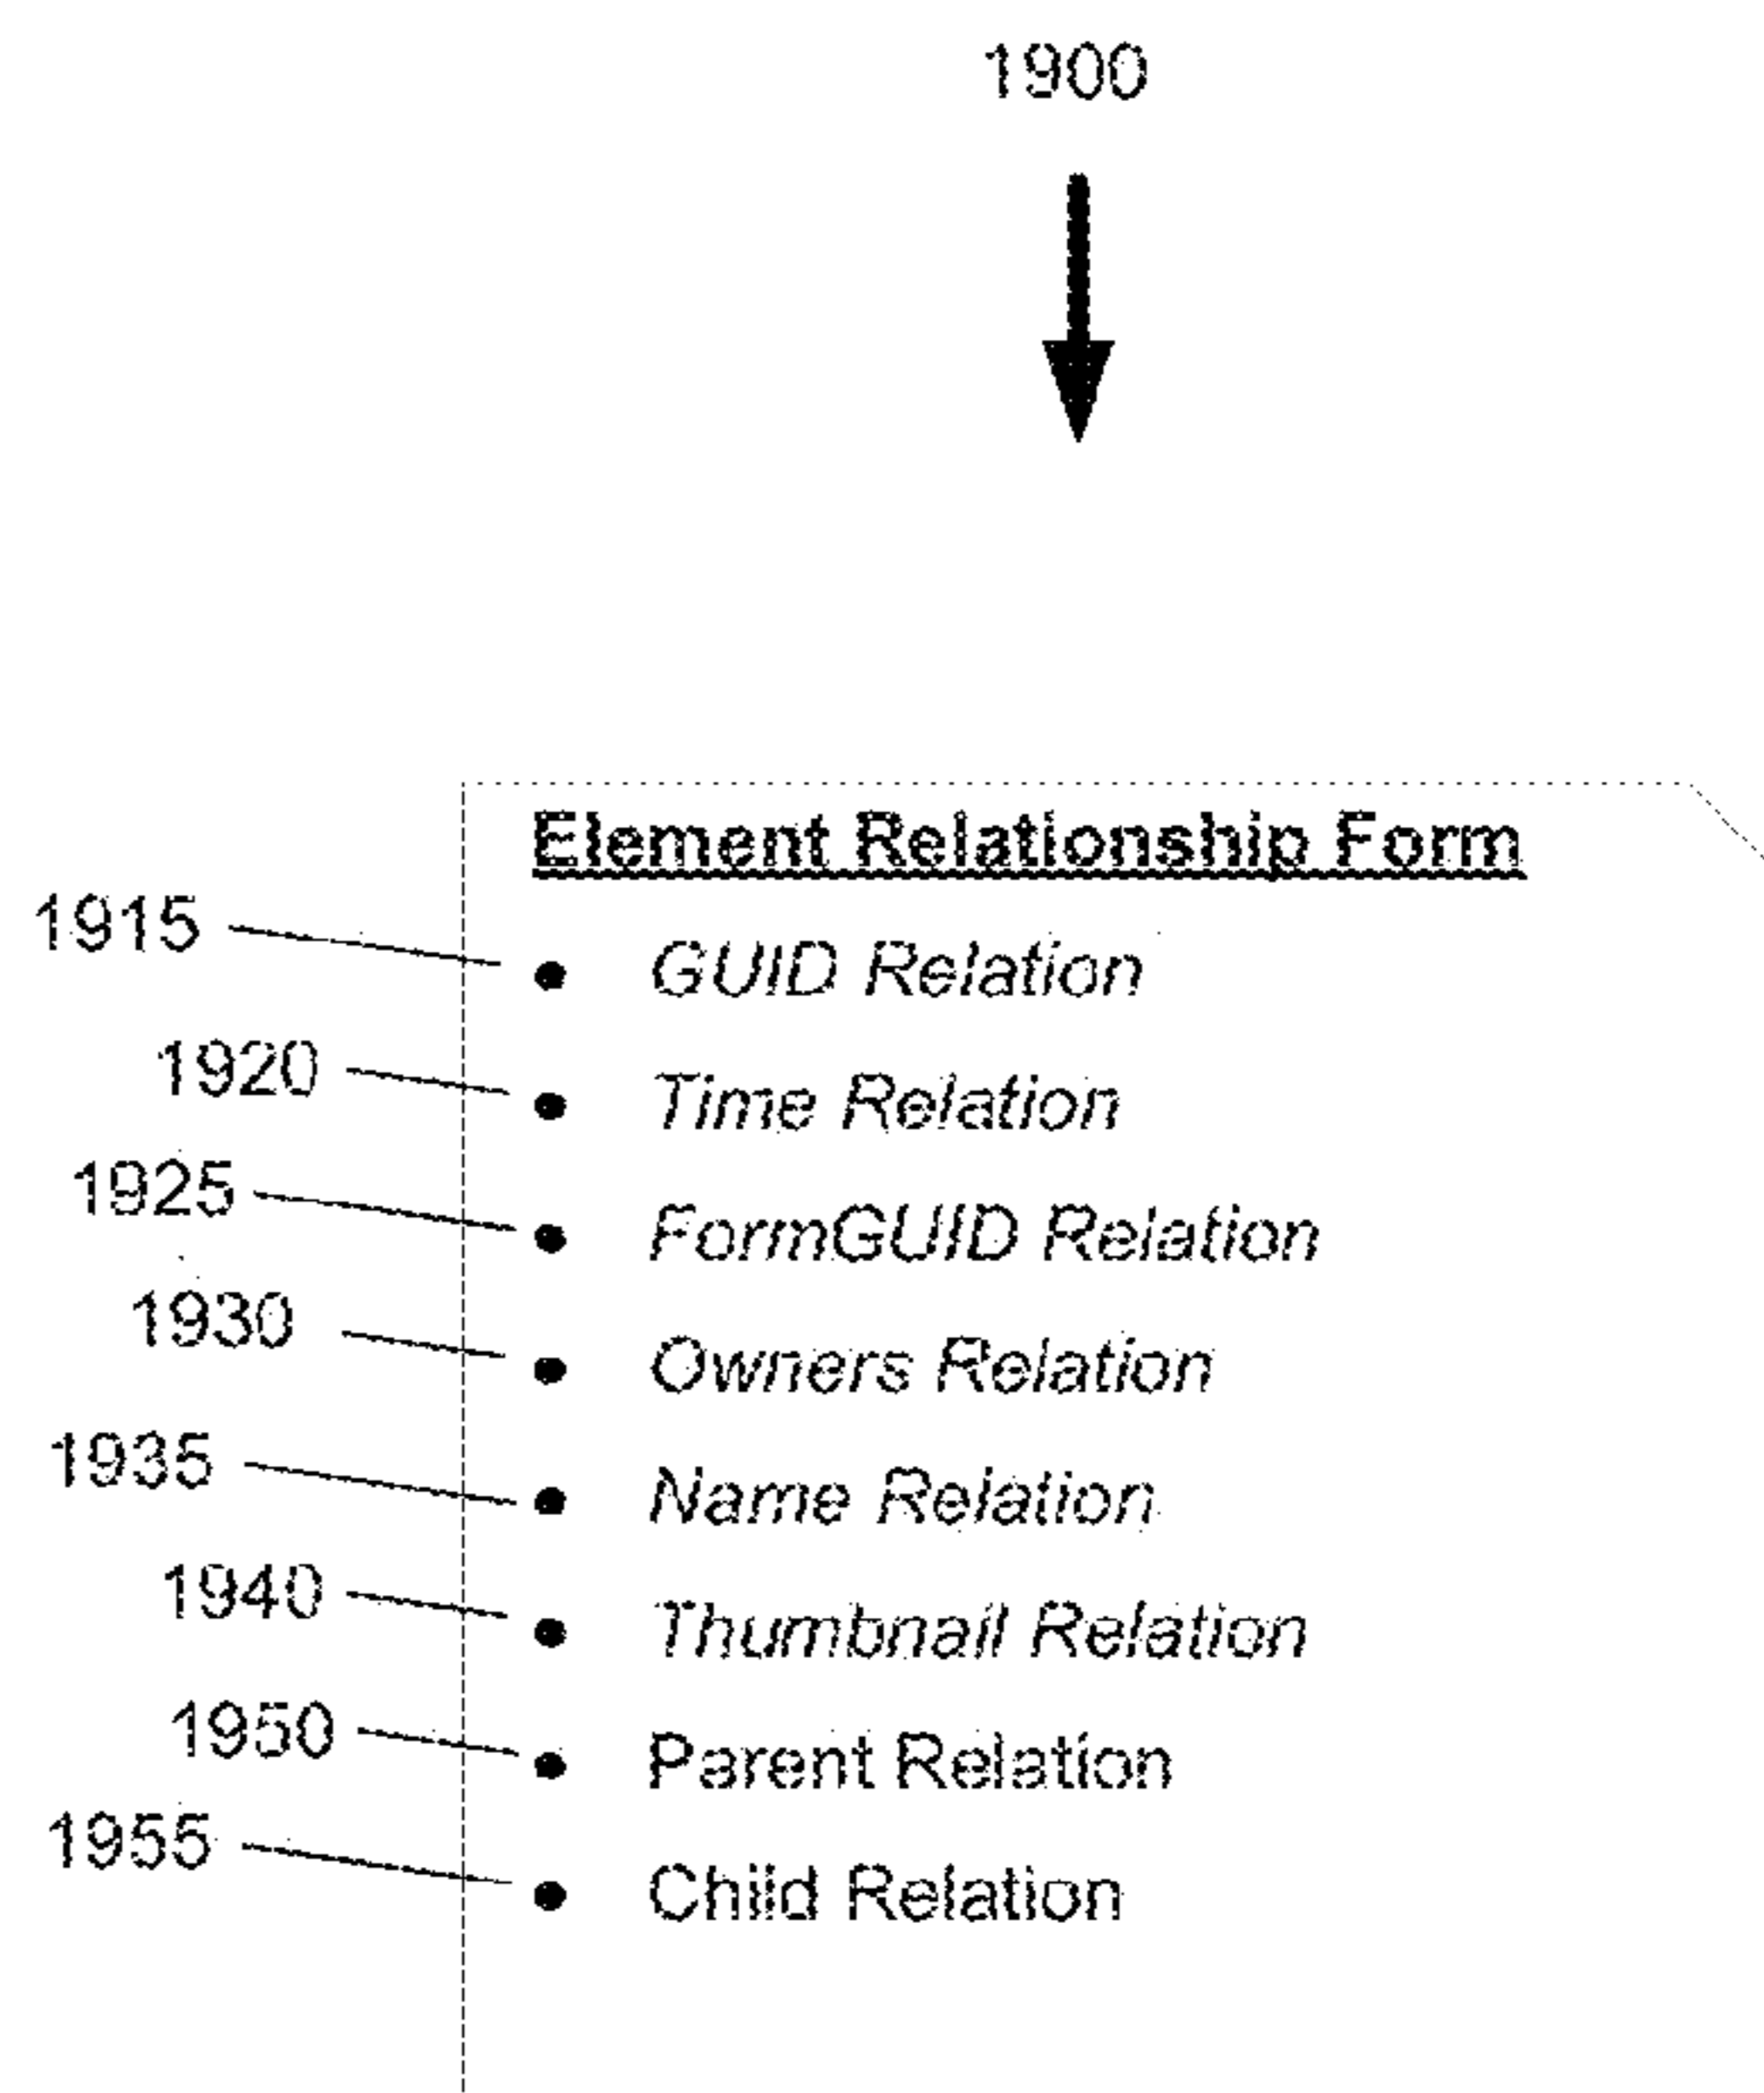 1900
Element Relationship Form
1915 • GUID Relation
1920 • Time Relation
1925 • FormGUID Relation
1930 • Owners Relation
1935 • Name Relation
1940 • Thumbnail Relation
1950 • Parent Relation
1955 • Child Relation